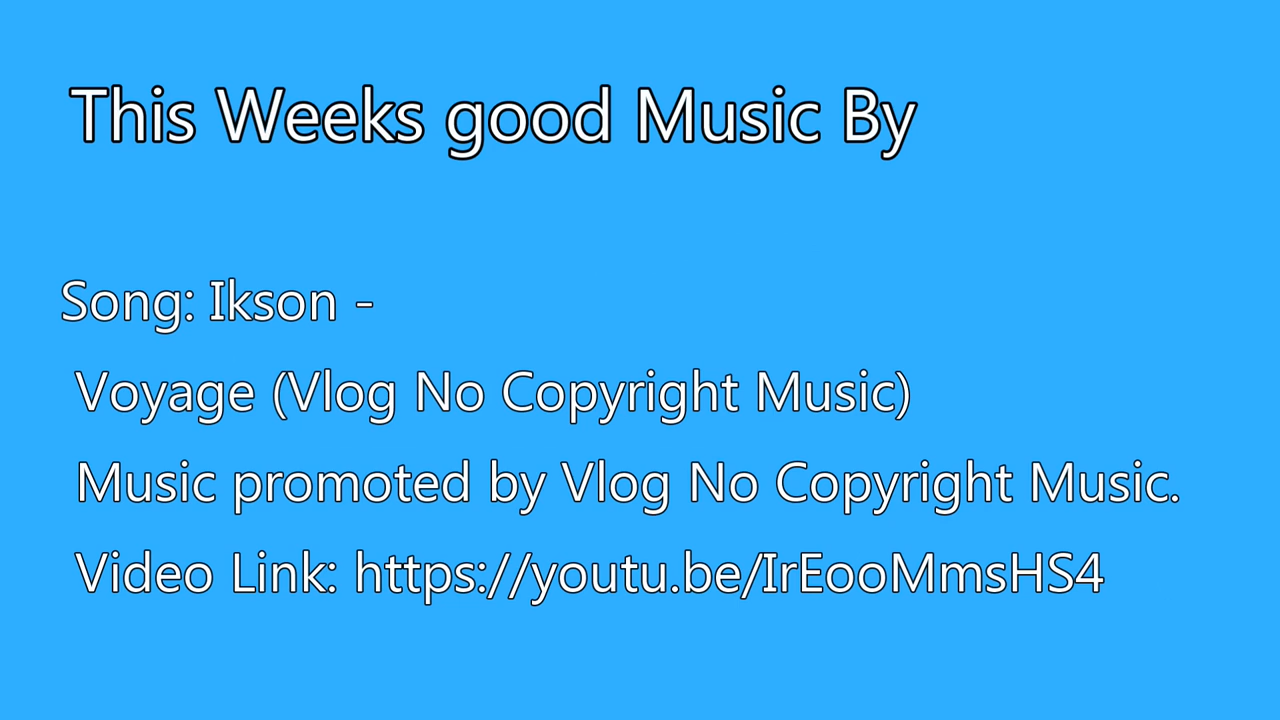 This Weeks good Music By
Song: Ikson -
Voyage (Vlog No Copyright Music)
Music promoted by Vlog No Copyright Music.
Video Link: https://youtu.be/IrEooMmsHS4